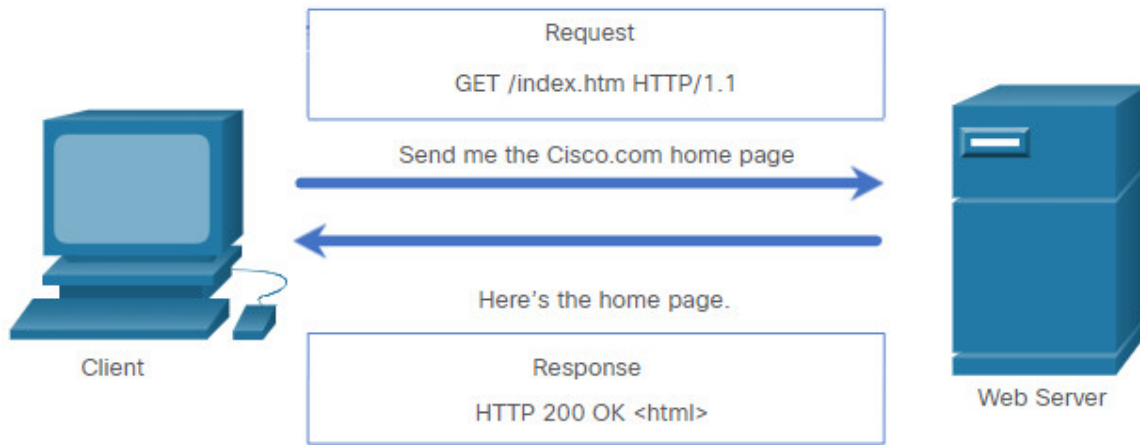 Request
GET /index.htm HTTP/1.1
Send me the Cisco.com home page
Here's the home page.
Client
Response
HTTP 200 OK <html>
Web Server